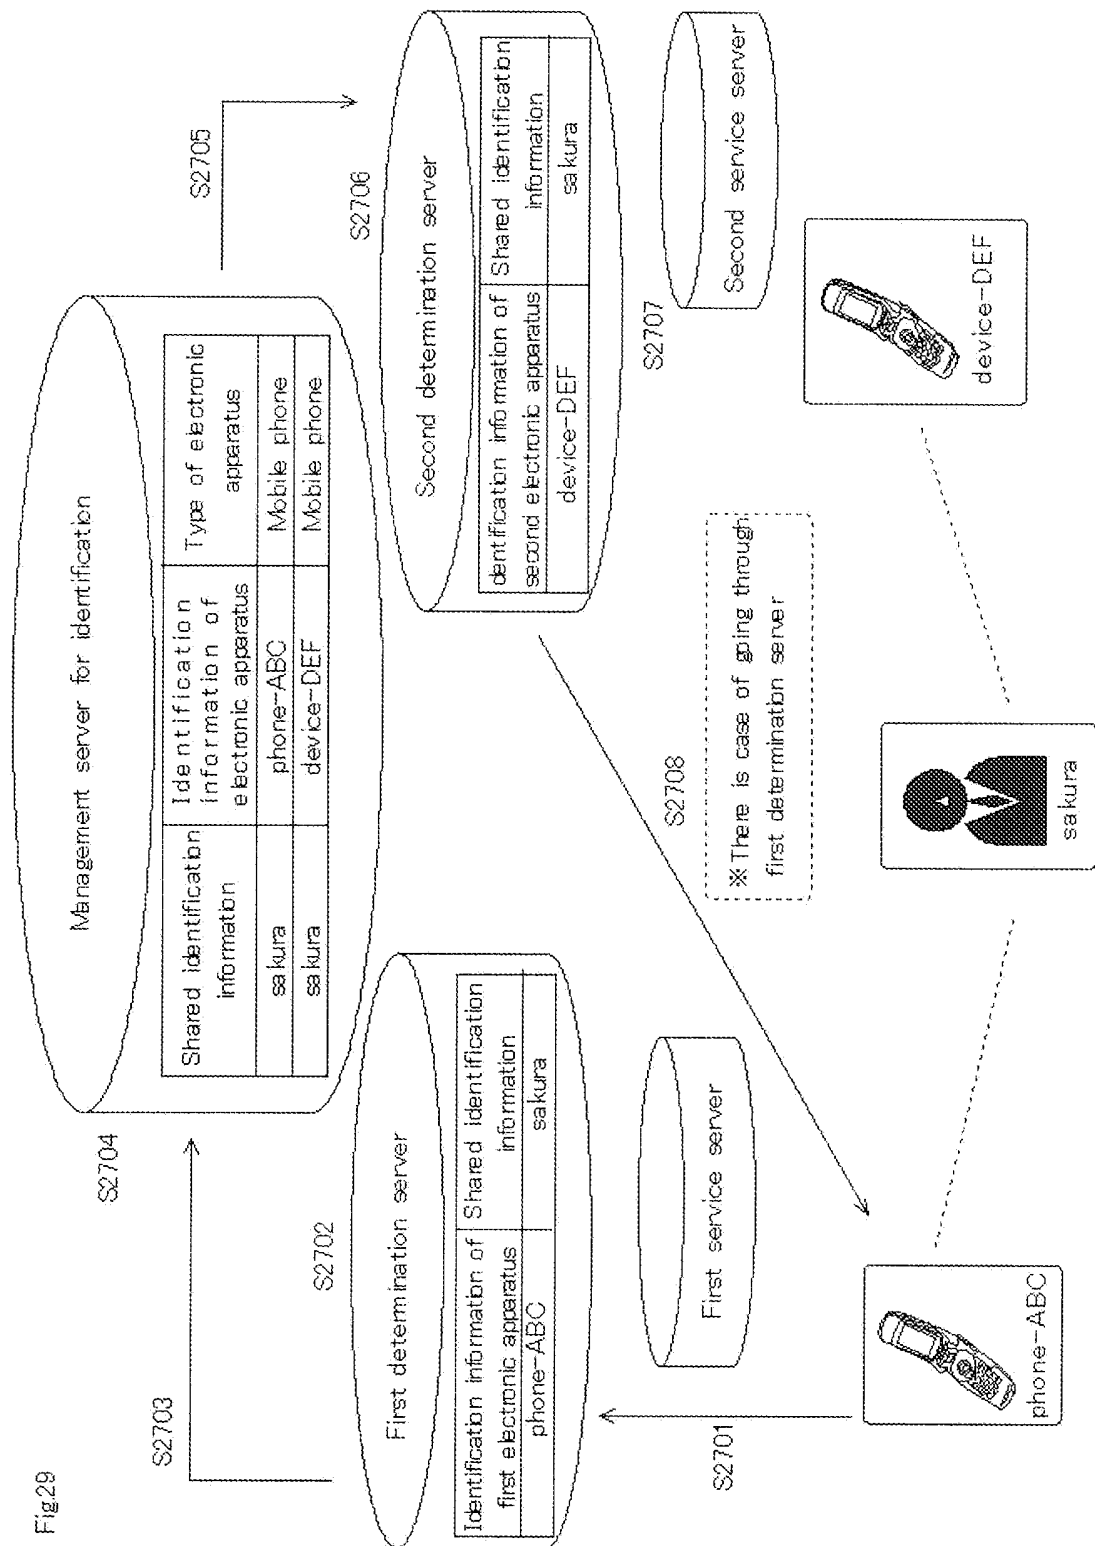 Fig.29
Management server for identification
Shared identification
information
Identification
information of
electronic apparatus
Type of electronic
apparatus
sakura
phone-ABC
Mobile phone
sakura
device-DEF
Mobile phone
S2703
S2704
S2705
S2702
First determination server
Identification information of
first electronic apparatus
Shared identification
information
phone-ABC
sakura
S2706
Second determination server
dentification information of
second electronic apparatus
Shared identification
information
device-DEF
sakura
S2701
First service server
S2708
※There is case of going through
first determination server
S2707
Second service server
phone-ABC
sakura
device-DEF